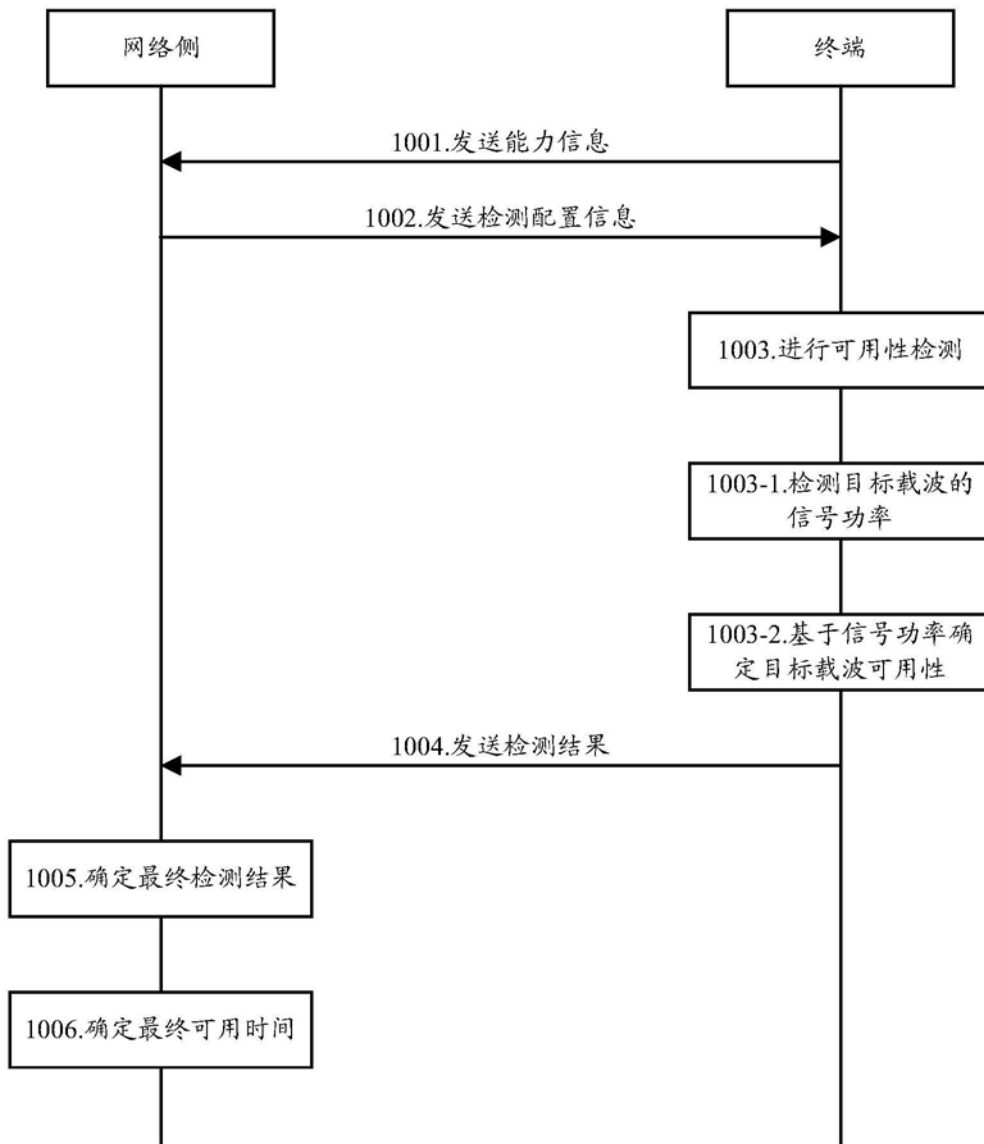 网络侧
终端
1001.发送能力信息
1002.发送检测配置信息
1003.进行可用性检测
1003-1.检测目标载波的
信号功率
1003-2.基于信号功率确
定目标载波可用性
1004.发送检测结果
1005.确定最终检测结果
1006.确定最终可用时间